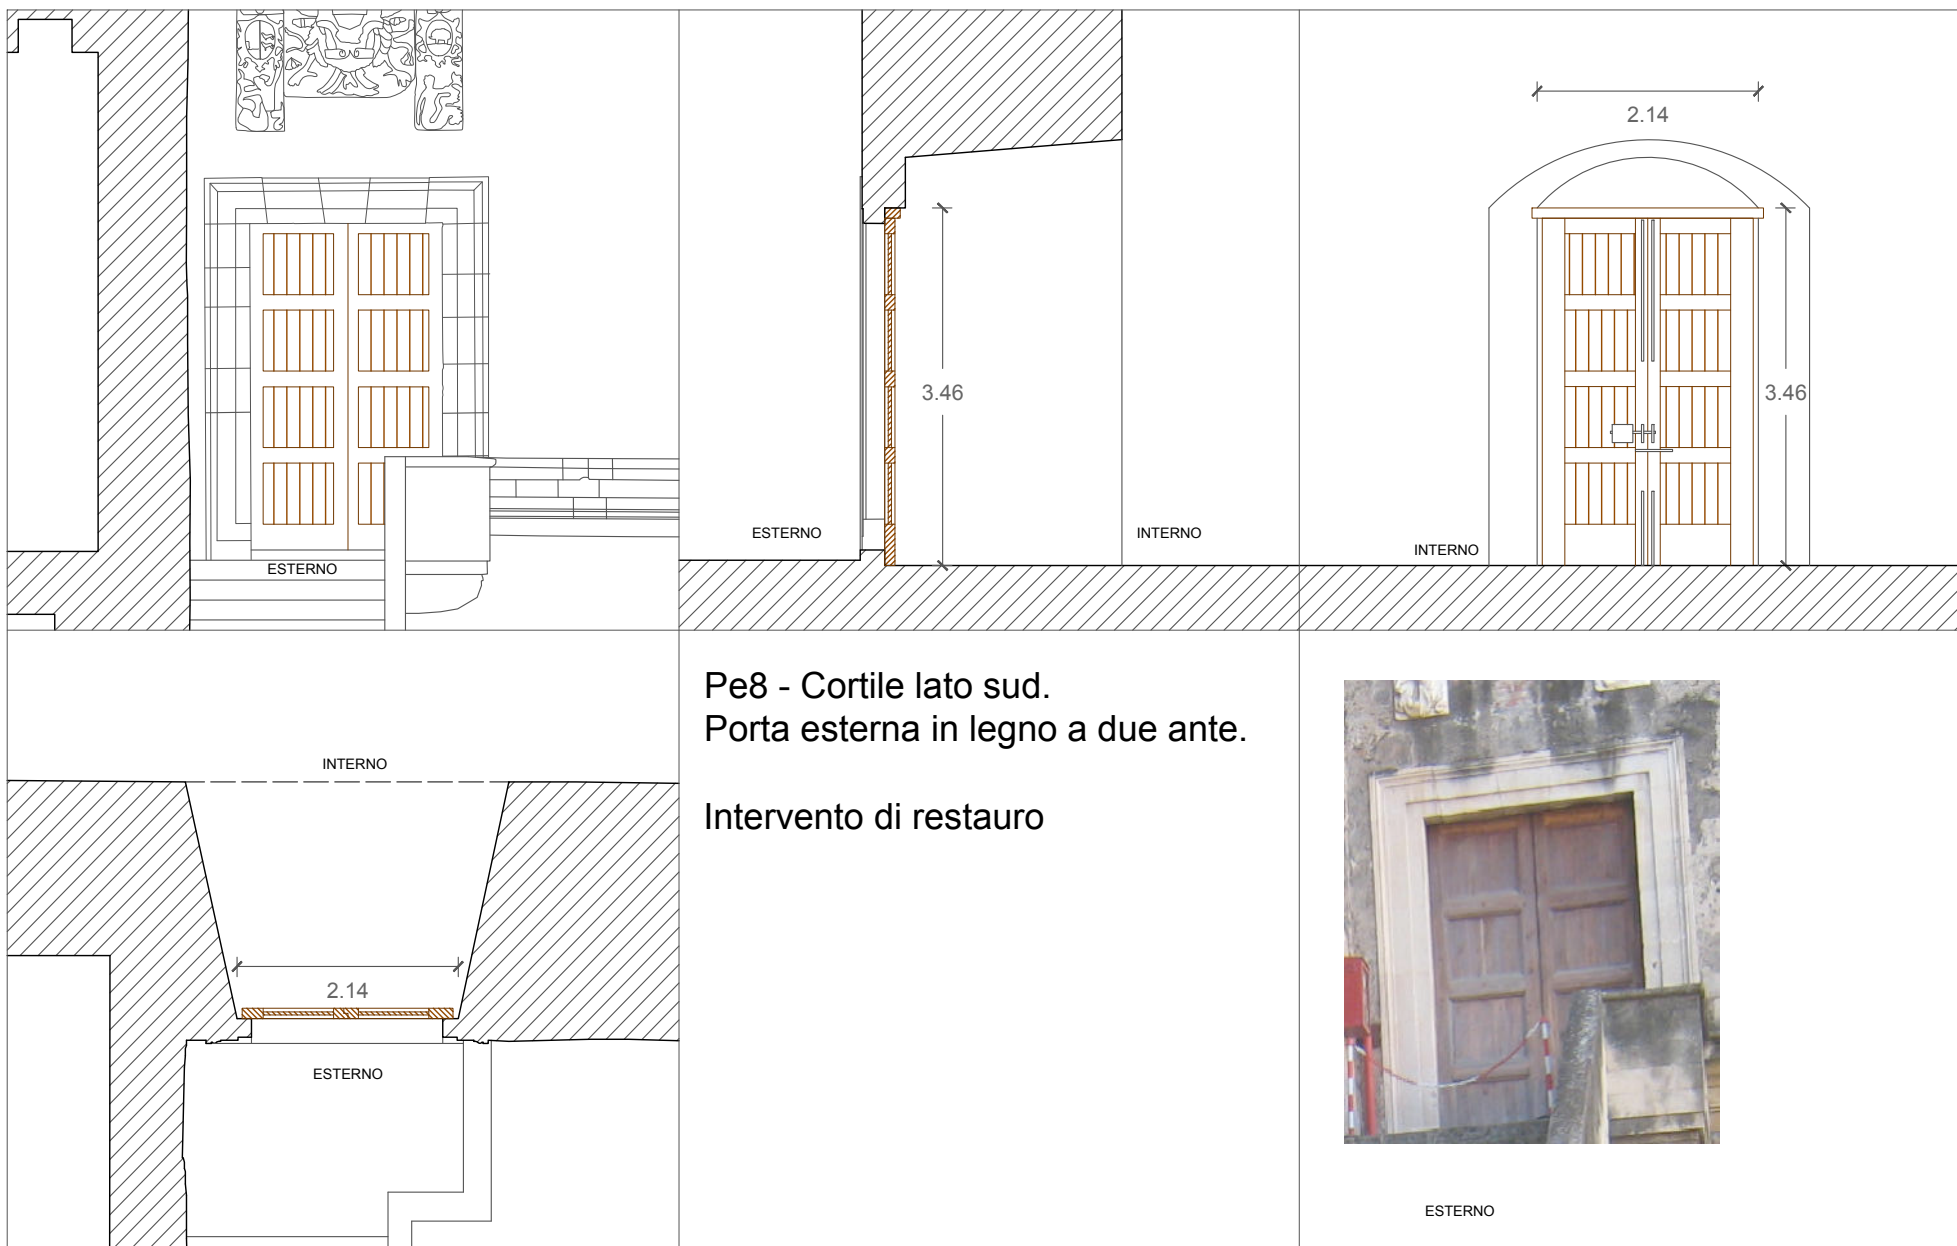 ESTERNO
3.46
ESTERNO
INTERNO
2.14
3.46
INTERNO
INTERNO
2.14
ESTERNO
Pe8 - Cortile lato sud.
Porta esterna in legno a due ante.
Intervento di restauro
ESTERNO